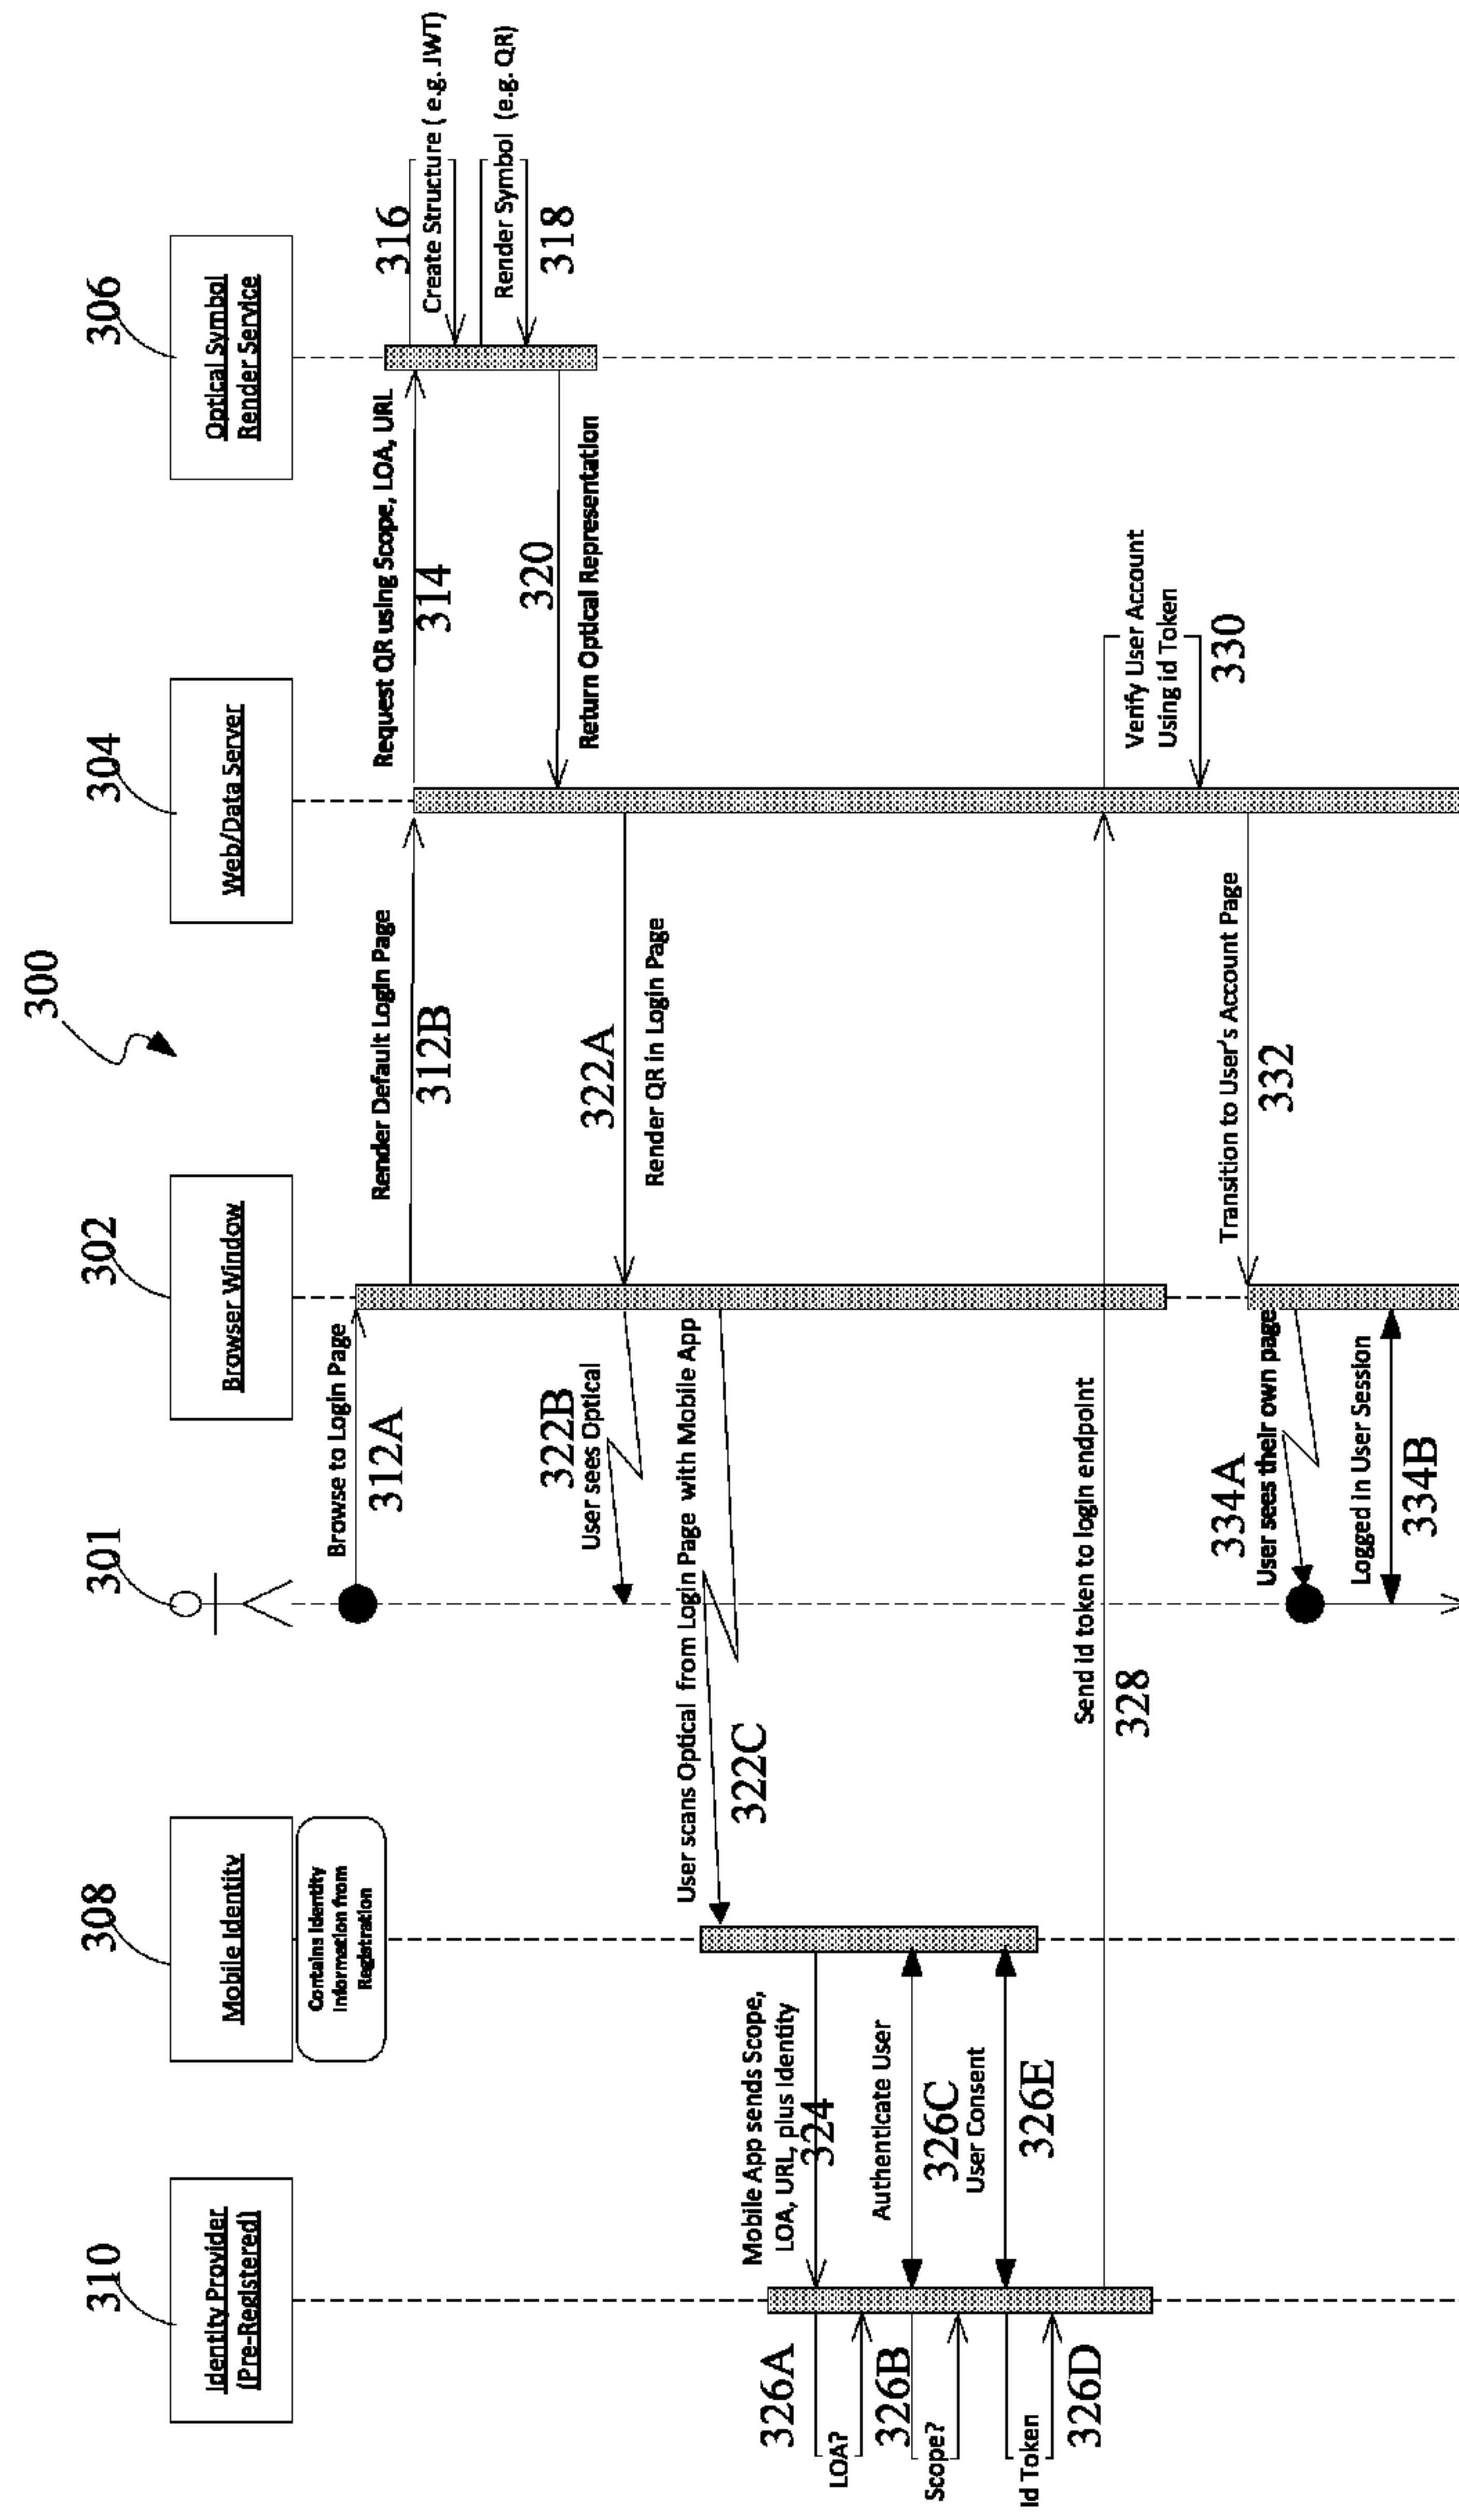 300
310
Identity Provider
(Pre-Registered)
308
Mobile Identity
Contains Identity
Information from
Registration
301
302
Browser Window
304
Web/Data Server
306
Optical Symbol
Render Service
Browse to Login Page
312A
Render Default Login Page
312B
Request QR using Scope, LOA, URL
314
316
Create Structure ( e.g. JWT)
Render Symbol (e.g. QR)
318
320
Return Optical Representation
322A
Render QR in Login Page
322B
User sees Optical
User scans Optical from Login Page with Mobile App
322C
Mobile App sends Scope,
LOA, URL, plus Identity
324
326A
LOA?
Authenticate User
326C
326B
Scope?
User Consent
326E
Id Token
326D
Send id token to login endpoint
328
Verify User Account
Using id Token
330
Transition to User's Account Page
332
334A
User sees their own page
Logged in User Session
334B